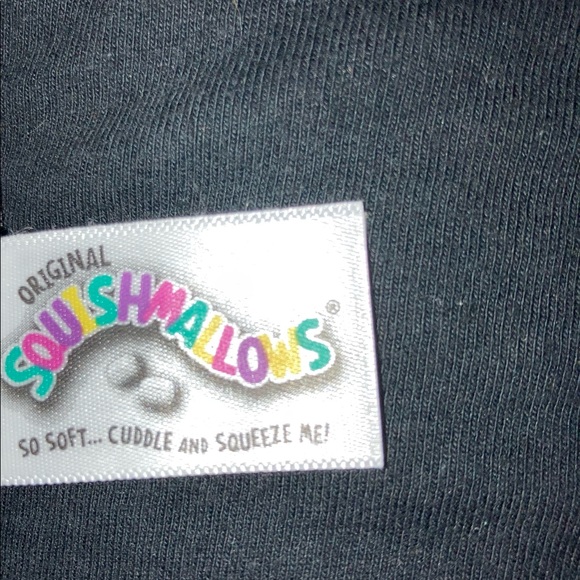 ORIGINAL
SQUISHMALLOWS®
SO SOFT... CUDDLE AND SQUEEZE ME!